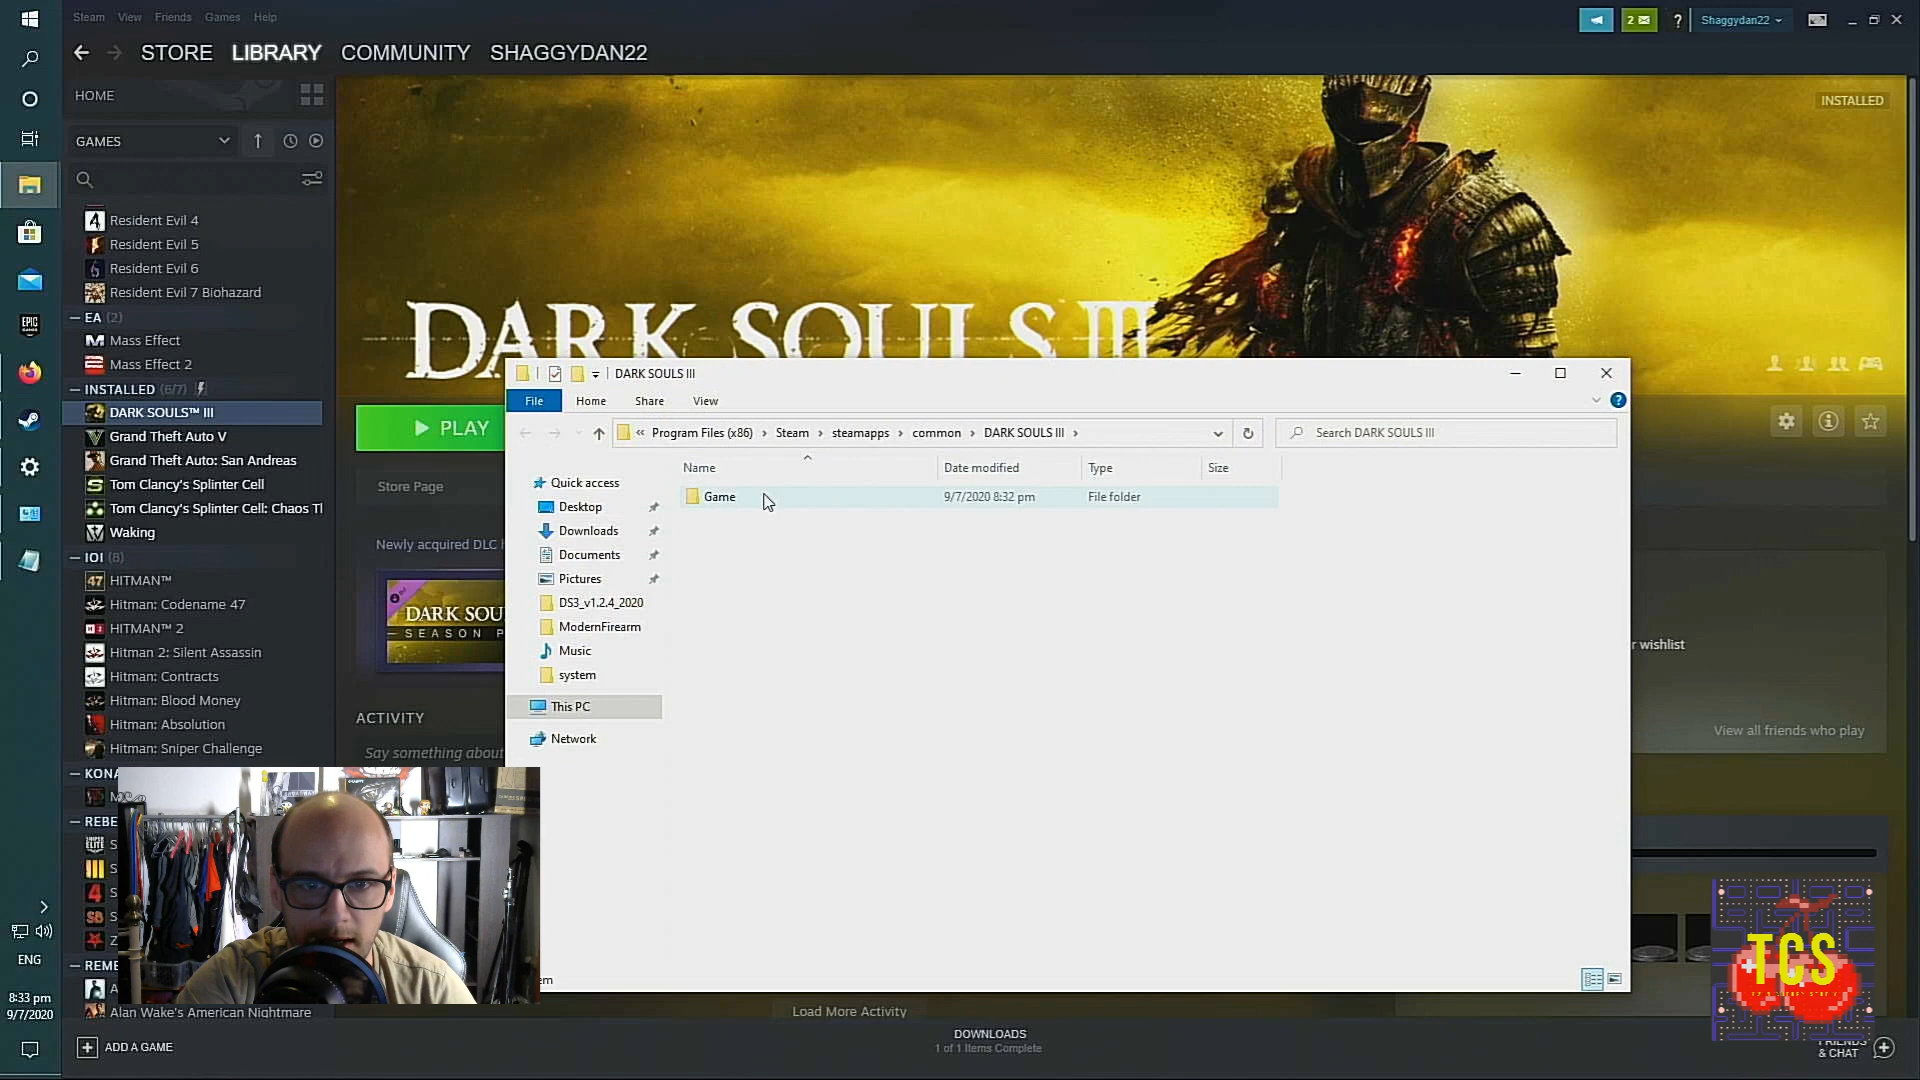 Steam View Friends Games Help
2
?
Shaggydan22
STORE LIBRARY COMMUNITY SHAGGYDAN22
HOME
INSTALLED
GAMES
Resident Evil 4
Resident Evil 5
Resident Evil 6
Resident Evil 7 Biohazard
EPIC
GAMES
— EA (2)
Mass Effect
Mass Effect 2
— INSTALLED (6/7)
DARK SOULS™ III
Grand Theft Auto V
Grand Theft Auto: San Andreas
Tom Clancy's Splinter Cell
Tom Clancy's Splinter Cell: Chaos Tl
Waking
— IOI (8)
HITMAN™
Hitman: Codename 47
HITMAN™ 2
Hitman 2: Silent Assassin
Hitman: Contracts
Hitman: Blood Money
Hitman: Absolution
Hitman: Sniper Challenge
— KONA
— REBE
— REME
Alan Wake's American Nightmare
DARK SOULS III
PLAY
Store Page
Newly acquired DLC
DARK SOU
SEASON P
ACTIVITY
Say something about
DARK SOULS III
File Home Share View
« Program Files (x86) › Steam › steamapps › common › DARK SOULS III ›
Search DARK SOULS III
Name Date modified Type Size
Game 9/7/2020 8:32 pm File folder
Quick access
Desktop
Downloads
Documents
Pictures
DS3_v1.2.4_2020
ModernFirearm
Music
system
This PC
Network
em
r wishlist
View all friends who play
Load More Activity
TCS
ENG
8:33 pm
9/7/2020
ADD A GAME
DOWNLOADS
1 of 1 Items Complete
FRIENDS
& CHAT